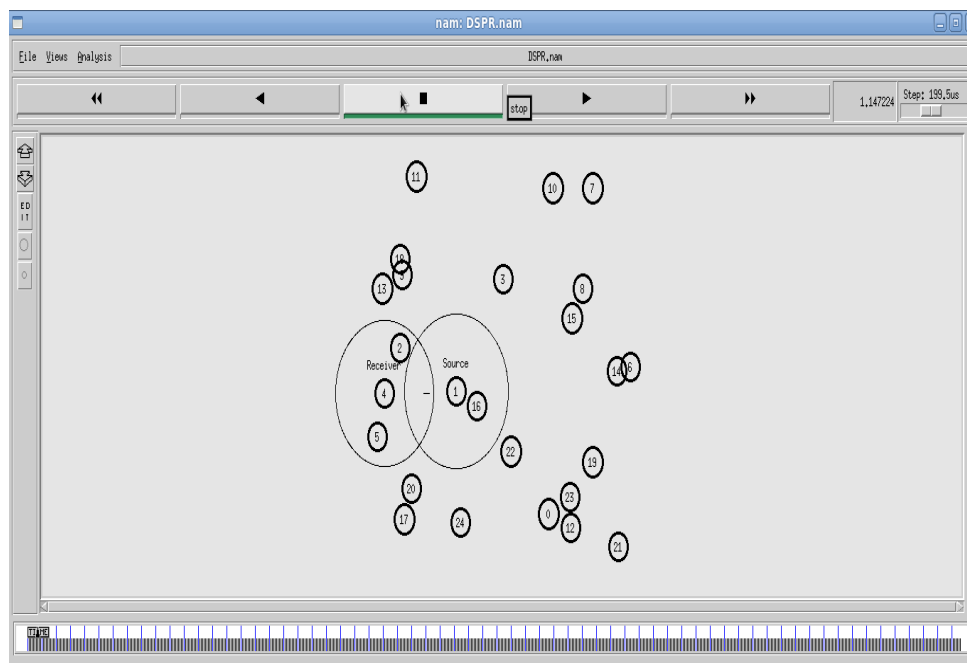 nam: DSPR.nam
File Views Analysis
DSPR.nam
stop
1.147224
Step: 199.5us
ED
IT
11
10
7
18
9
13
3
8
15
2
Receiver
Source
14
6
4
1
16
5
22
19
20
23
17
24
0
12
21
TIME